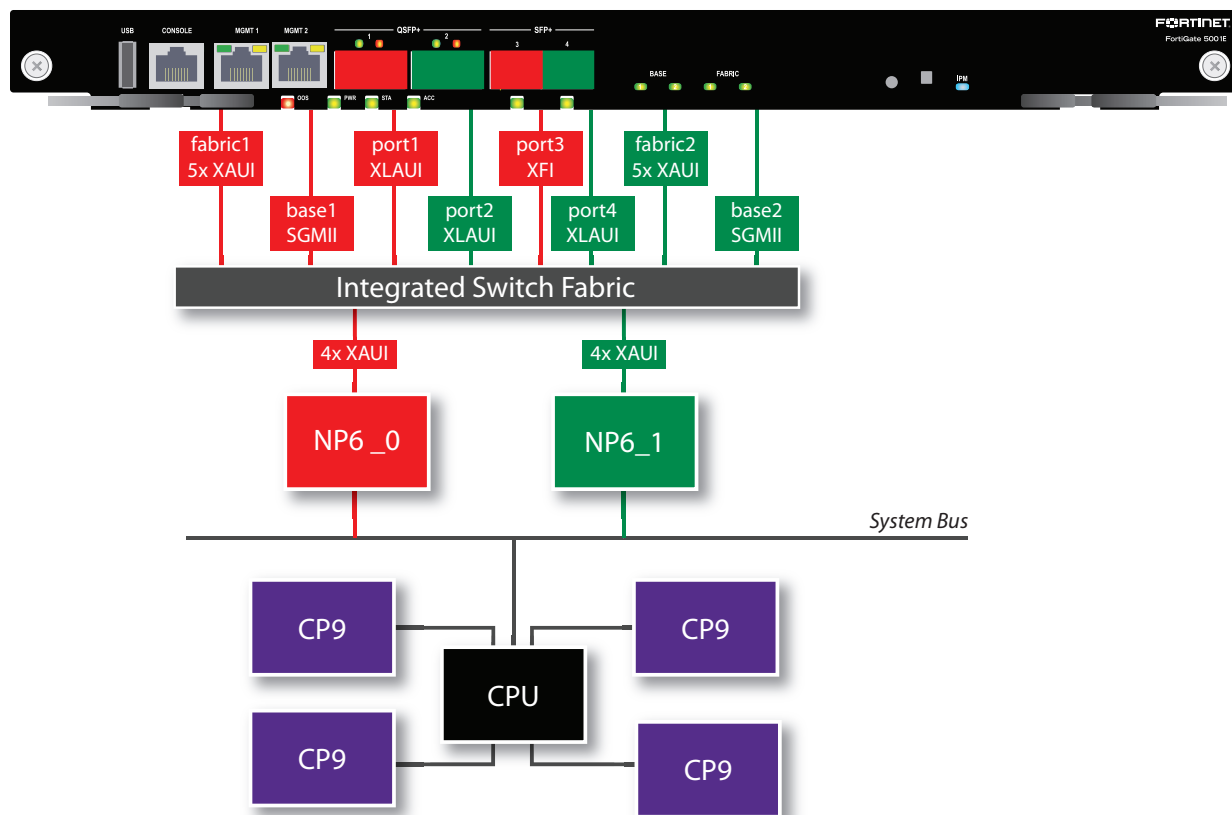 USB
CONSOLE
MGMT 1
MGMT 2
QSFP+
1
2
SFP+
3
4
BASE
FABRIC
IPM
FORTINET
FortiGate 5001E
OOS
PWR
STA
ACC
fabric1
5x XAUI
port1
XLAUI
port3
XFI
fabric2
5x XAUI
base1
SGMII
port2
XLAUI
port4
XLAUI
base2
SGMII
Integrated Switch Fabric
4x XAUI
4x XAUI
NP6 _0
NP6_1
System Bus
CP9
CP9
CPU
CP9
CP9